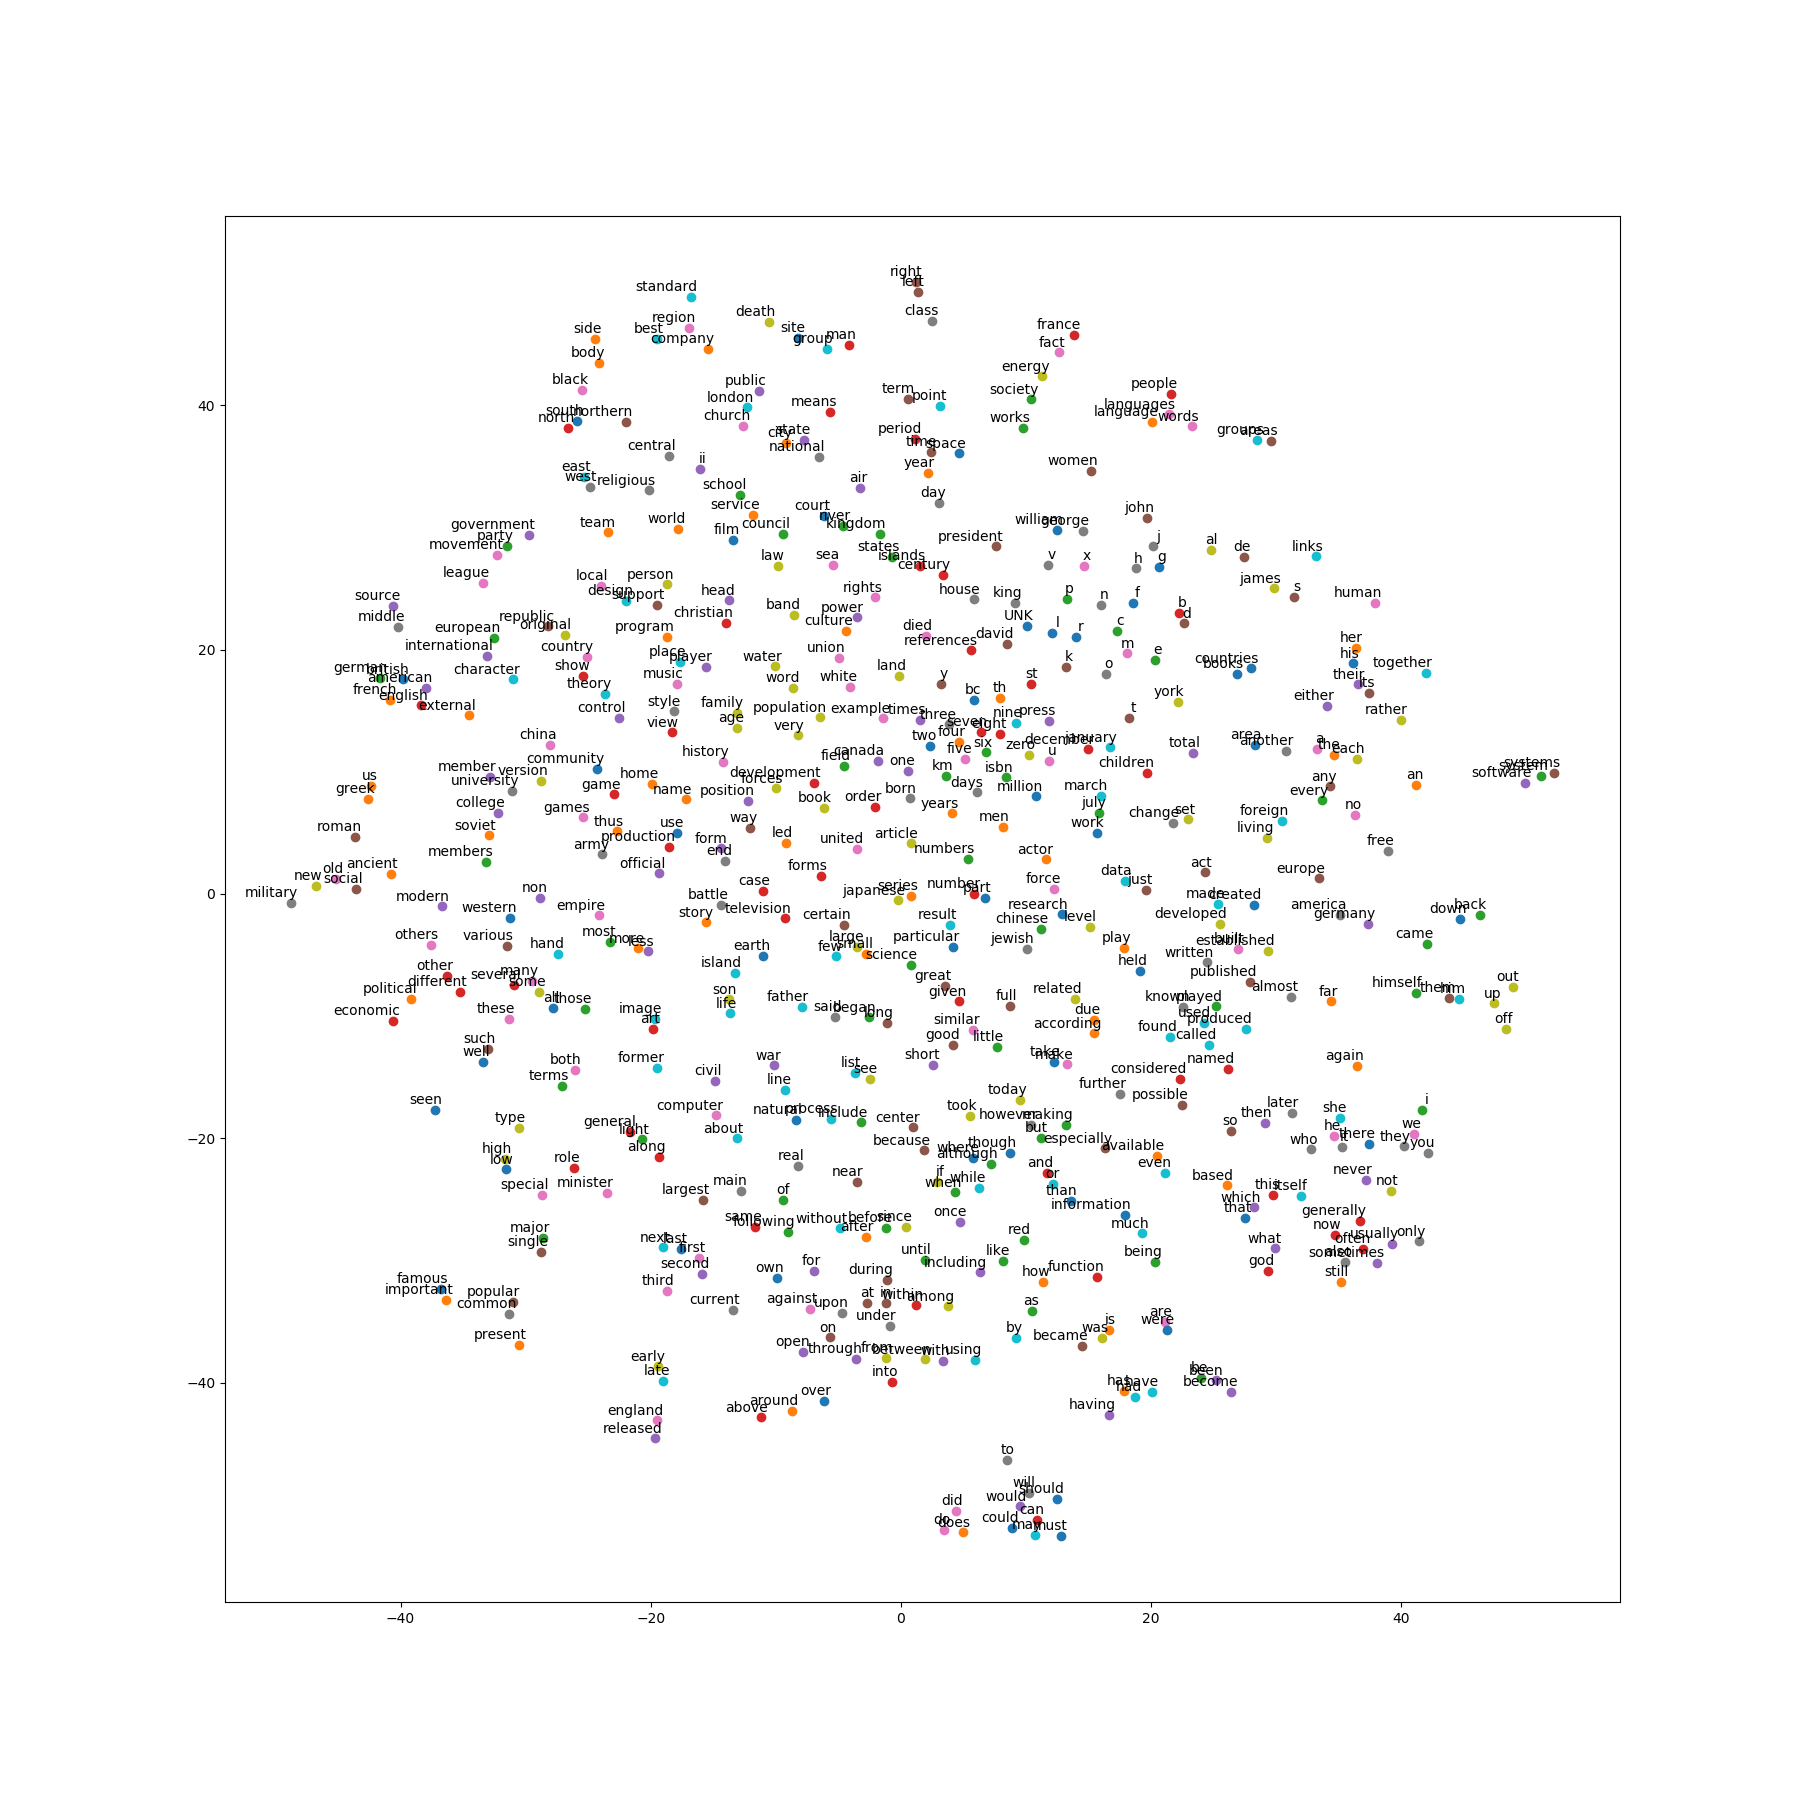 right
left
standard
class
death
region
side
best
company
site
group
man
france
fact
body
energy
black
public
people
society
term
point
london
means
languages
language
words
south
north
northern
church
works
city
state
period
groups
areas
national
time
space
central
ii
year
women
east
west
religious
school
air
day
service
court
river
kingdom
john
government
party
movement
team
world
film
council
william
george
president
j
al
de
links
states
islands
century
law
sea
v
x
h
g
league
local
design
support
person
head
rights
house
king
p
n
f
james
s
human
source
middle
band
power
culture
christian
program
died
references
UNK
l
r
c
b
d
republic
original
european
international
country
show
david
m
e
her
his
together
german
british
american
french
english
external
character
theory
place
player
music
water
union
white
word
land
y
k
o
countries
books
their
its
bc
th
st
control
style
view
family
age
population
very
example
times
three
seven
nine
eight
press
t
york
either
rather
china
history
two
four
five
six
zero
december
january
u
total
area
another
a
the
each
community
field
canada
one
km
isbn
children
systems
system
software
member
university
version
home
game
development
forces
days
million
march
any
every
an
us
greek
college
games
name
position
book
order
born
years
july
change
set
foreign
no
roman
soviet
thus
production
use
way
men
work
living
free
members
army
form
end
led
united
article
numbers
actor
ancient
official
forms
data
just
act
europe
new
old
social
military
non
case
japanese
series
number
part
force
made
created
modern
western
empire
battle
story
television
certain
result
research
chinese
level
developed
america
germany
down
back
others
various
hand
most
more
less
earth
large
few
small
science
particular
jewish
play
built
established
written
came
other
different
several
many
some
island
great
held
published
political
economic
these
all
those
image
art
son
life
father
said
began
long
given
full
related
known
played
used
produced
almost
far
himself
them
him
out
up
off
such
well
both
terms
former
war
civil
line
list
see
short
good
similar
little
due
according
take
make
found
called
named
considered
again
seen
type
computer
about
natural
process
include
today
took
further
possible
general
light
along
center
because
however
making
but
later
then
so
she
he
it
i
we
they
you
there
who
high
low
role
real
near
where
though
although
especially
available
even
special
minister
main
largest
of
if
when
while
and
or
than
based
this
itself
which
that
never
not
same
following
without
before
after
since
once
information
much
generally
now
major
single
next
last
first
second
third
until
red
like
being
what
god
often
usually
only
also
sometimes
still
famous
important
popular
common
for
own
during
including
how
function
current
against
upon
at
in
within
among
as
present
on
under
by
became
was
is
are
were
early
late
open
through
from
between
with
using
into
has
had
have
be
been
become
england
released
above
around
over
having
to
will
should
would
can
did
do
does
could
may
must
40
20
0
−20
−40
−40 −20 0 20 40